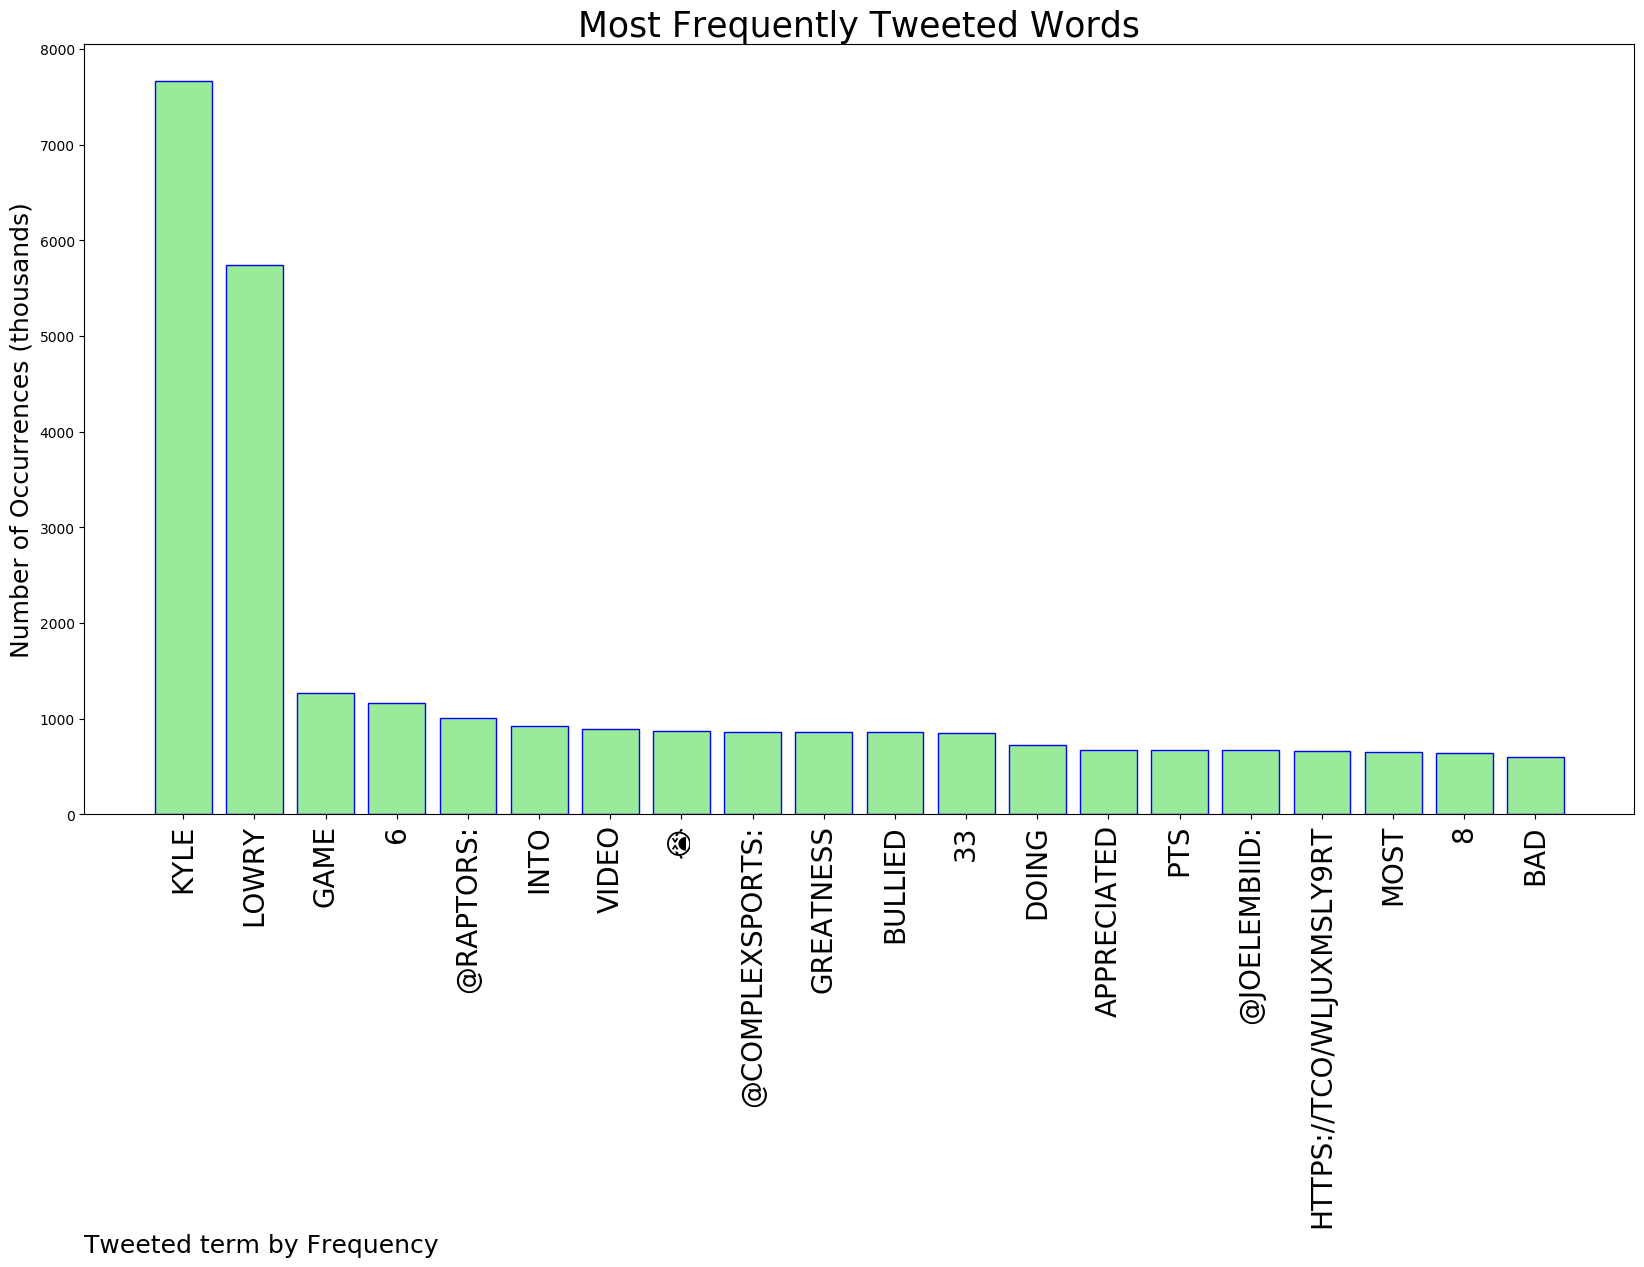 Most Frequently Tweeted Words
Number of Occurrences (thousands)
8000
7000
6000
5000
4000
3000
2000
1000
0
KYLE
LOWRY
GAME
6
@RAPTORS:
INTO
VIDEO
😭
@COMPLEXSPORTS:
GREATNESS
BULLIED
33
DOING
APPRECIATED
PTS
@JOELEMBIID:
HTTPS://TCO/WLJUXMSLY9RT
MOST
8
BAD
Tweeted term by Frequency